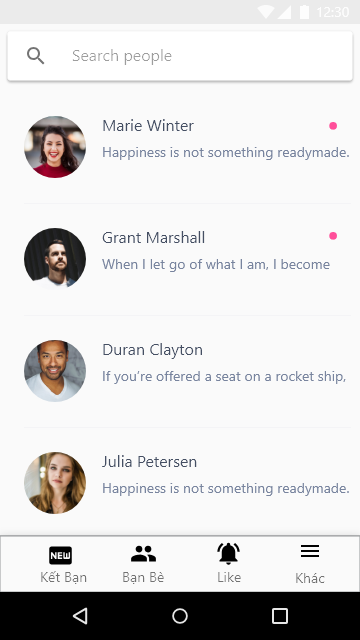 12:30
Search people
Marie Winter
Happiness is not something readymade.
Grant Marshall
When I let go of what I am, I become
Duran Clayton
If you’re offered a seat on a rocket ship,
Julia Petersen
Happiness is not something readymade.
NEW
Kết Bạn
Bạn Bè
Like
Khác